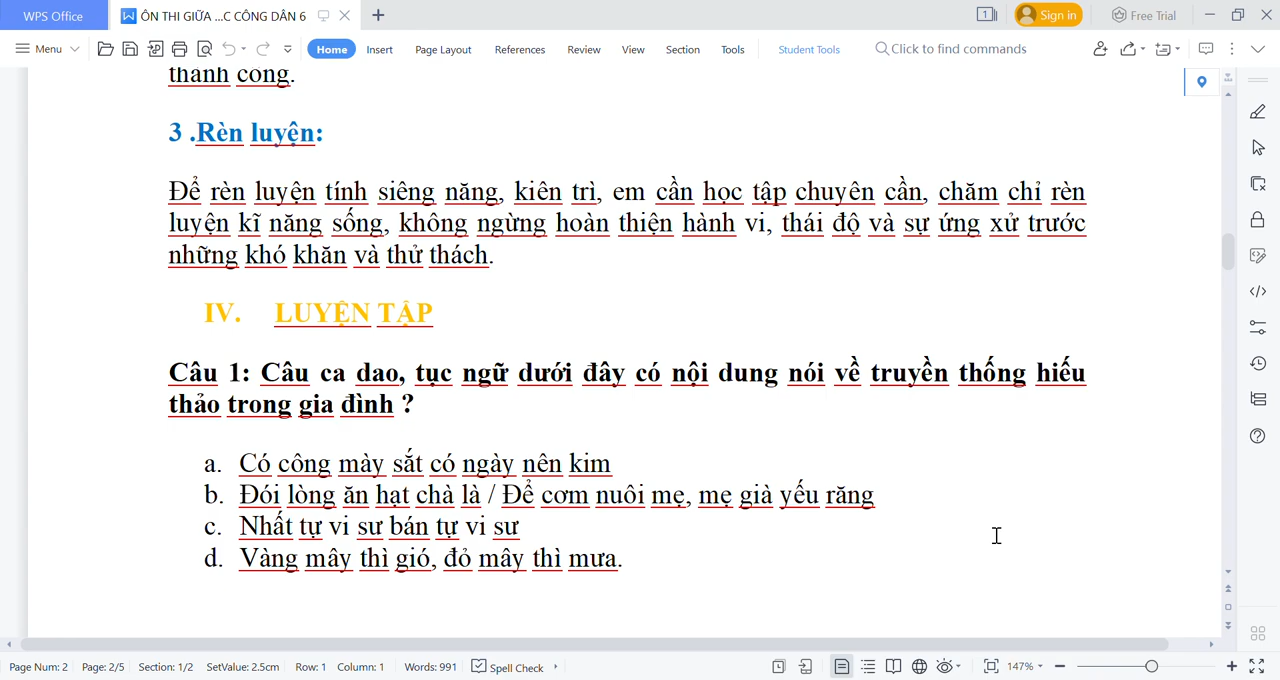 WPS Office
ÔN THI GIỮA ...C CÔNG DÂN 6
1
Sign in
Free Trial
Menu
Home
Insert
Page Layout
References
Review
View
Section
Tools
Student Tools
Click to find commands
thành công.
3 .Rèn luyện:
Để rèn luyện tính siêng năng, kiên trì, em cần học tập chuyên cần, chăm chỉ rèn
luyện kĩ năng sống, không ngừng hoàn thiện hành vi, thái độ và sự ứng xử trước
những khó khăn và thử thách.
IV. LUYỆN TẬP
Câu 1: Câu ca dao, tục ngữ dưới đây có nội dung nói về truyền thống hiếu
thảo trong gia đình ?
a. Có công mày sắt có ngày nên kim
b. Đói lòng ăn hạt chà là / Để cơm nuôi mẹ, mẹ già yếu răng
c. Nhất tự vi sư bán tự vi sư
d. Vàng mây thì gió, đỏ mây thì mưa.
Page Num: 2
Page: 2/5
Section: 1/2
SetValue: 2.5cm
Row: 1
Column: 1
Words: 991
Spell Check
147%